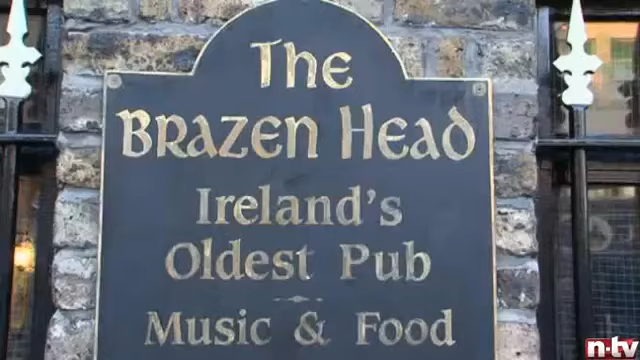 The
Brazen Head
Ireland's
Oldest Pub
Music & Food
n-tv